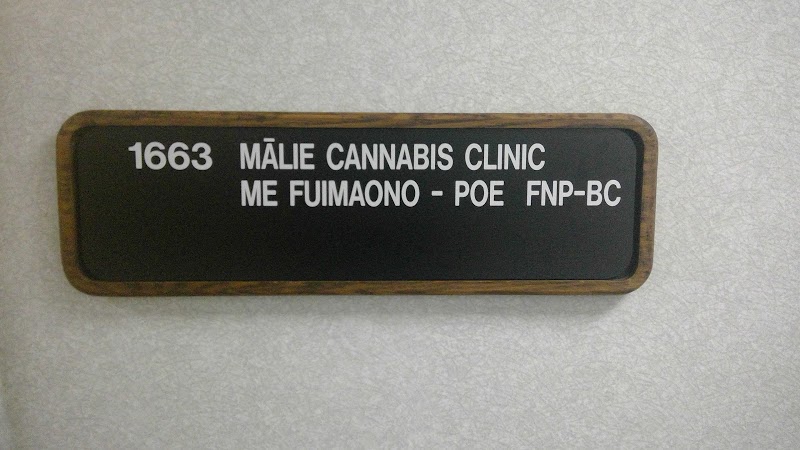 1663 MĀLIE CANNABIS CLINIC
ME FUIMAONO - POE FNP-BC